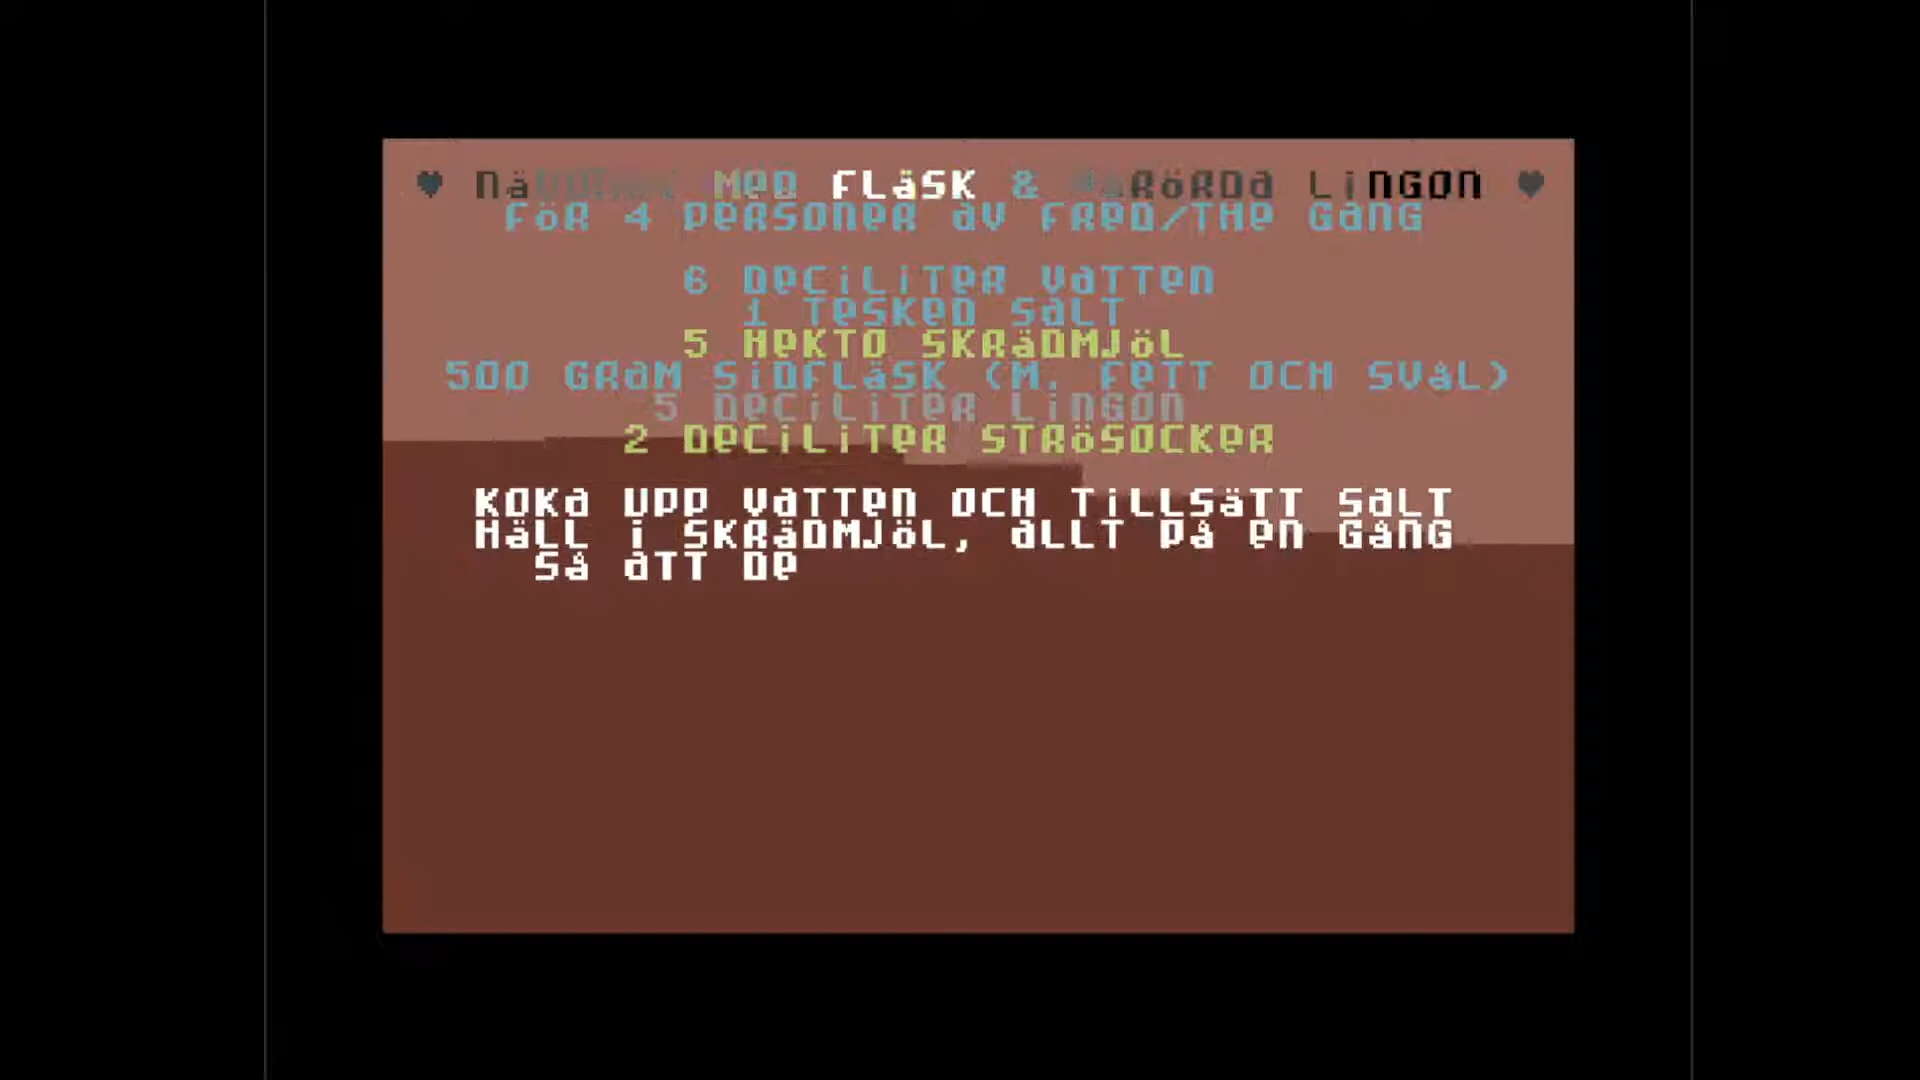 ♥ MED FLÄSK & RÖRDA LINGON ♥
FÖR 4 PERSONER AV FRED/THE GANG
6 DECILITER VATTEN
1 TESKED SALT
5 HEKTO SKRÄDMJÖL
500 GRAM SIDFLÄSK (M. FETT OCH SVÅL)
5 DECILITER LINGON
2 DECILITER STRÖSOCKER
KOKA UPP VATTEN OCH TILLSÄTT SALT
HÄLL I SKRÄDMJÖL, ALLT PÅ EN GÅNG
SÅ ATT DE